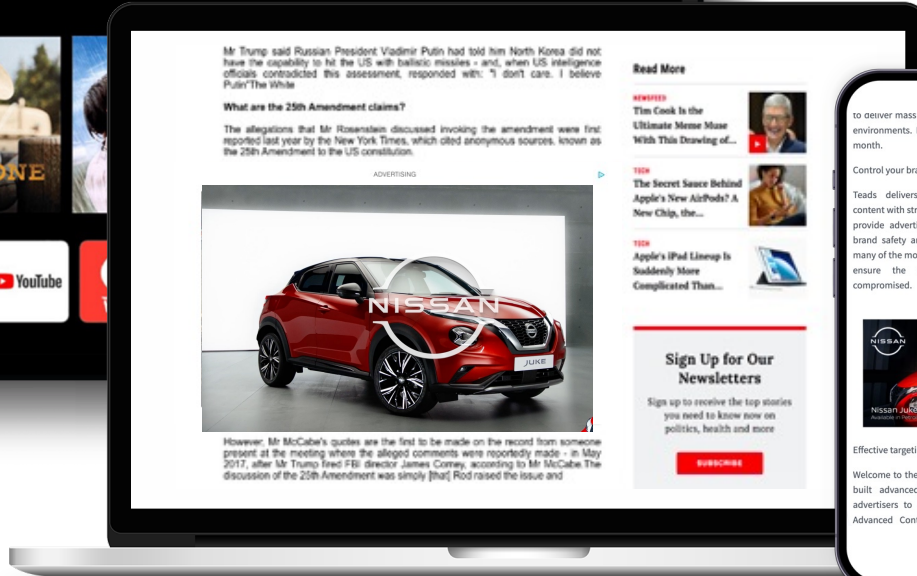 ONE
YouTube
Mr Trump said Russian President Vladimir Putin had told him North Korea did not
have the capability to hit the US with ballistic missiles - and, when US intelligence
officials contradicted this assessment, responded with: "I don't care. I believe
Putin"The White
What are the 25th Amendment claims?
The allegations that Mr Rosenstein discussed invoking the amendment were first
reported last year by the New York Times, which cited anonymous sources, known as
the 25th Amendment to the US constitution.
ADVERTISING
NISSAN
JUKE
However, Mr McCabe's quotes are the first to be made on the record from someone
present at the meeting where the alleged comments were reportedly made - in May
2017, after Mr Trump fired FBI director James Comey, according to Mr McCabe.The
discussion of the 25th Amendment was simply [that] Rod raised the issue and
Read More
NEWSFEED
Tim Cook Is the
Ultimate Meme Muse
With This Drawing of...
TECH
The Secret Sauce Behind
Apple's New AirPods? A
New Chip, the...
TECH
Apple's iPad Lineup Is
Suddenly More
Complicated Than...
Sign Up for Our
Newsletters
Sign up to receive the top stories
you need to know now on
politics, health and more
SUBSCRIBE
to deliver mass
environments.
month.
Control your bra
Teads delivers
content with str
provide adverti
brand safety a
many of the mo
ensure the
compromised.
NISSAN
Nissan Juke
Effective targeti
Welcome to the
built advanced
advertisers to
Advanced Cont